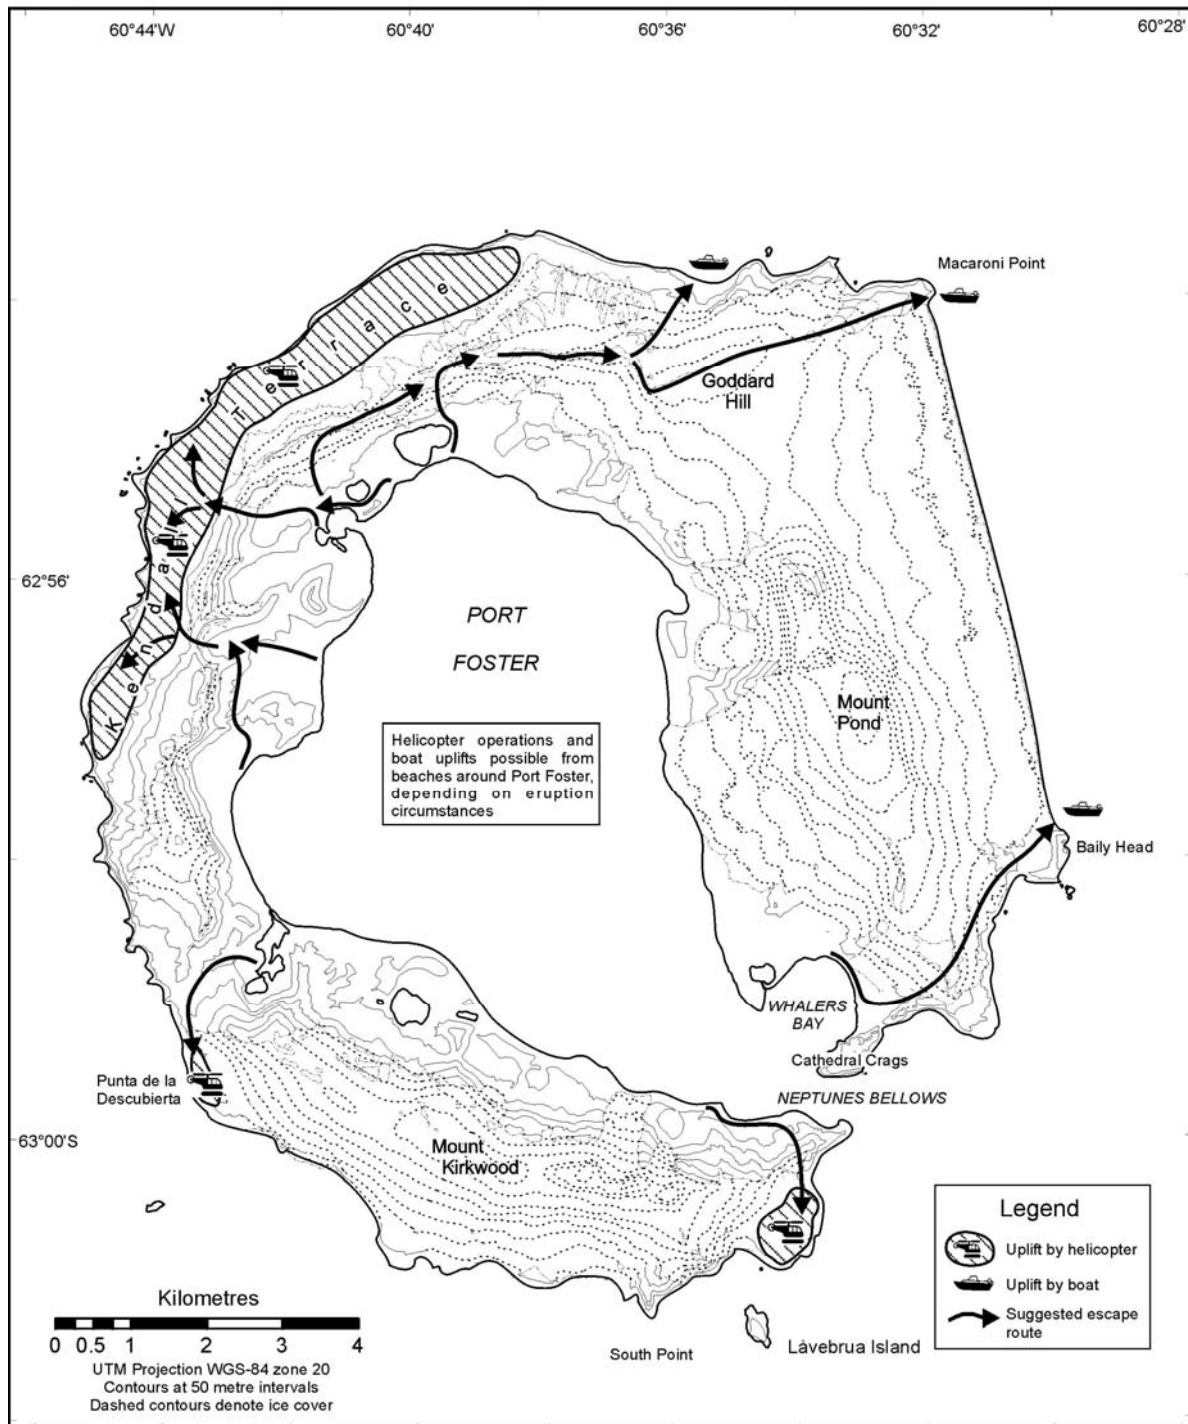 60°44'W 60°40' 60°36' 60°32' 60°28'
Macaroni Point
Kendall Terrace
Goddard
Hill
62°56'
PORT
FOSTER
Mount
Pond
Helicopter operations and
boat uplifts possible from
beaches around Port Foster,
depending on eruption
circumstances
Baily Head
WHALERS
BAY
Cathedral Crags
Punta de la
Descubierta
NEPTUNES BELLOWS
63°00'S
Mount
Kirkwood
Legend
Uplift by helicopter
Uplift by boat
Suggested escape
route
Kilometres
0 0.5 1 2 3 4
UTM Projection WGS-84 zone 20
Contours at 50 metre intervals
Dashed contours denote ice cover
South Point
Låvebrua Island